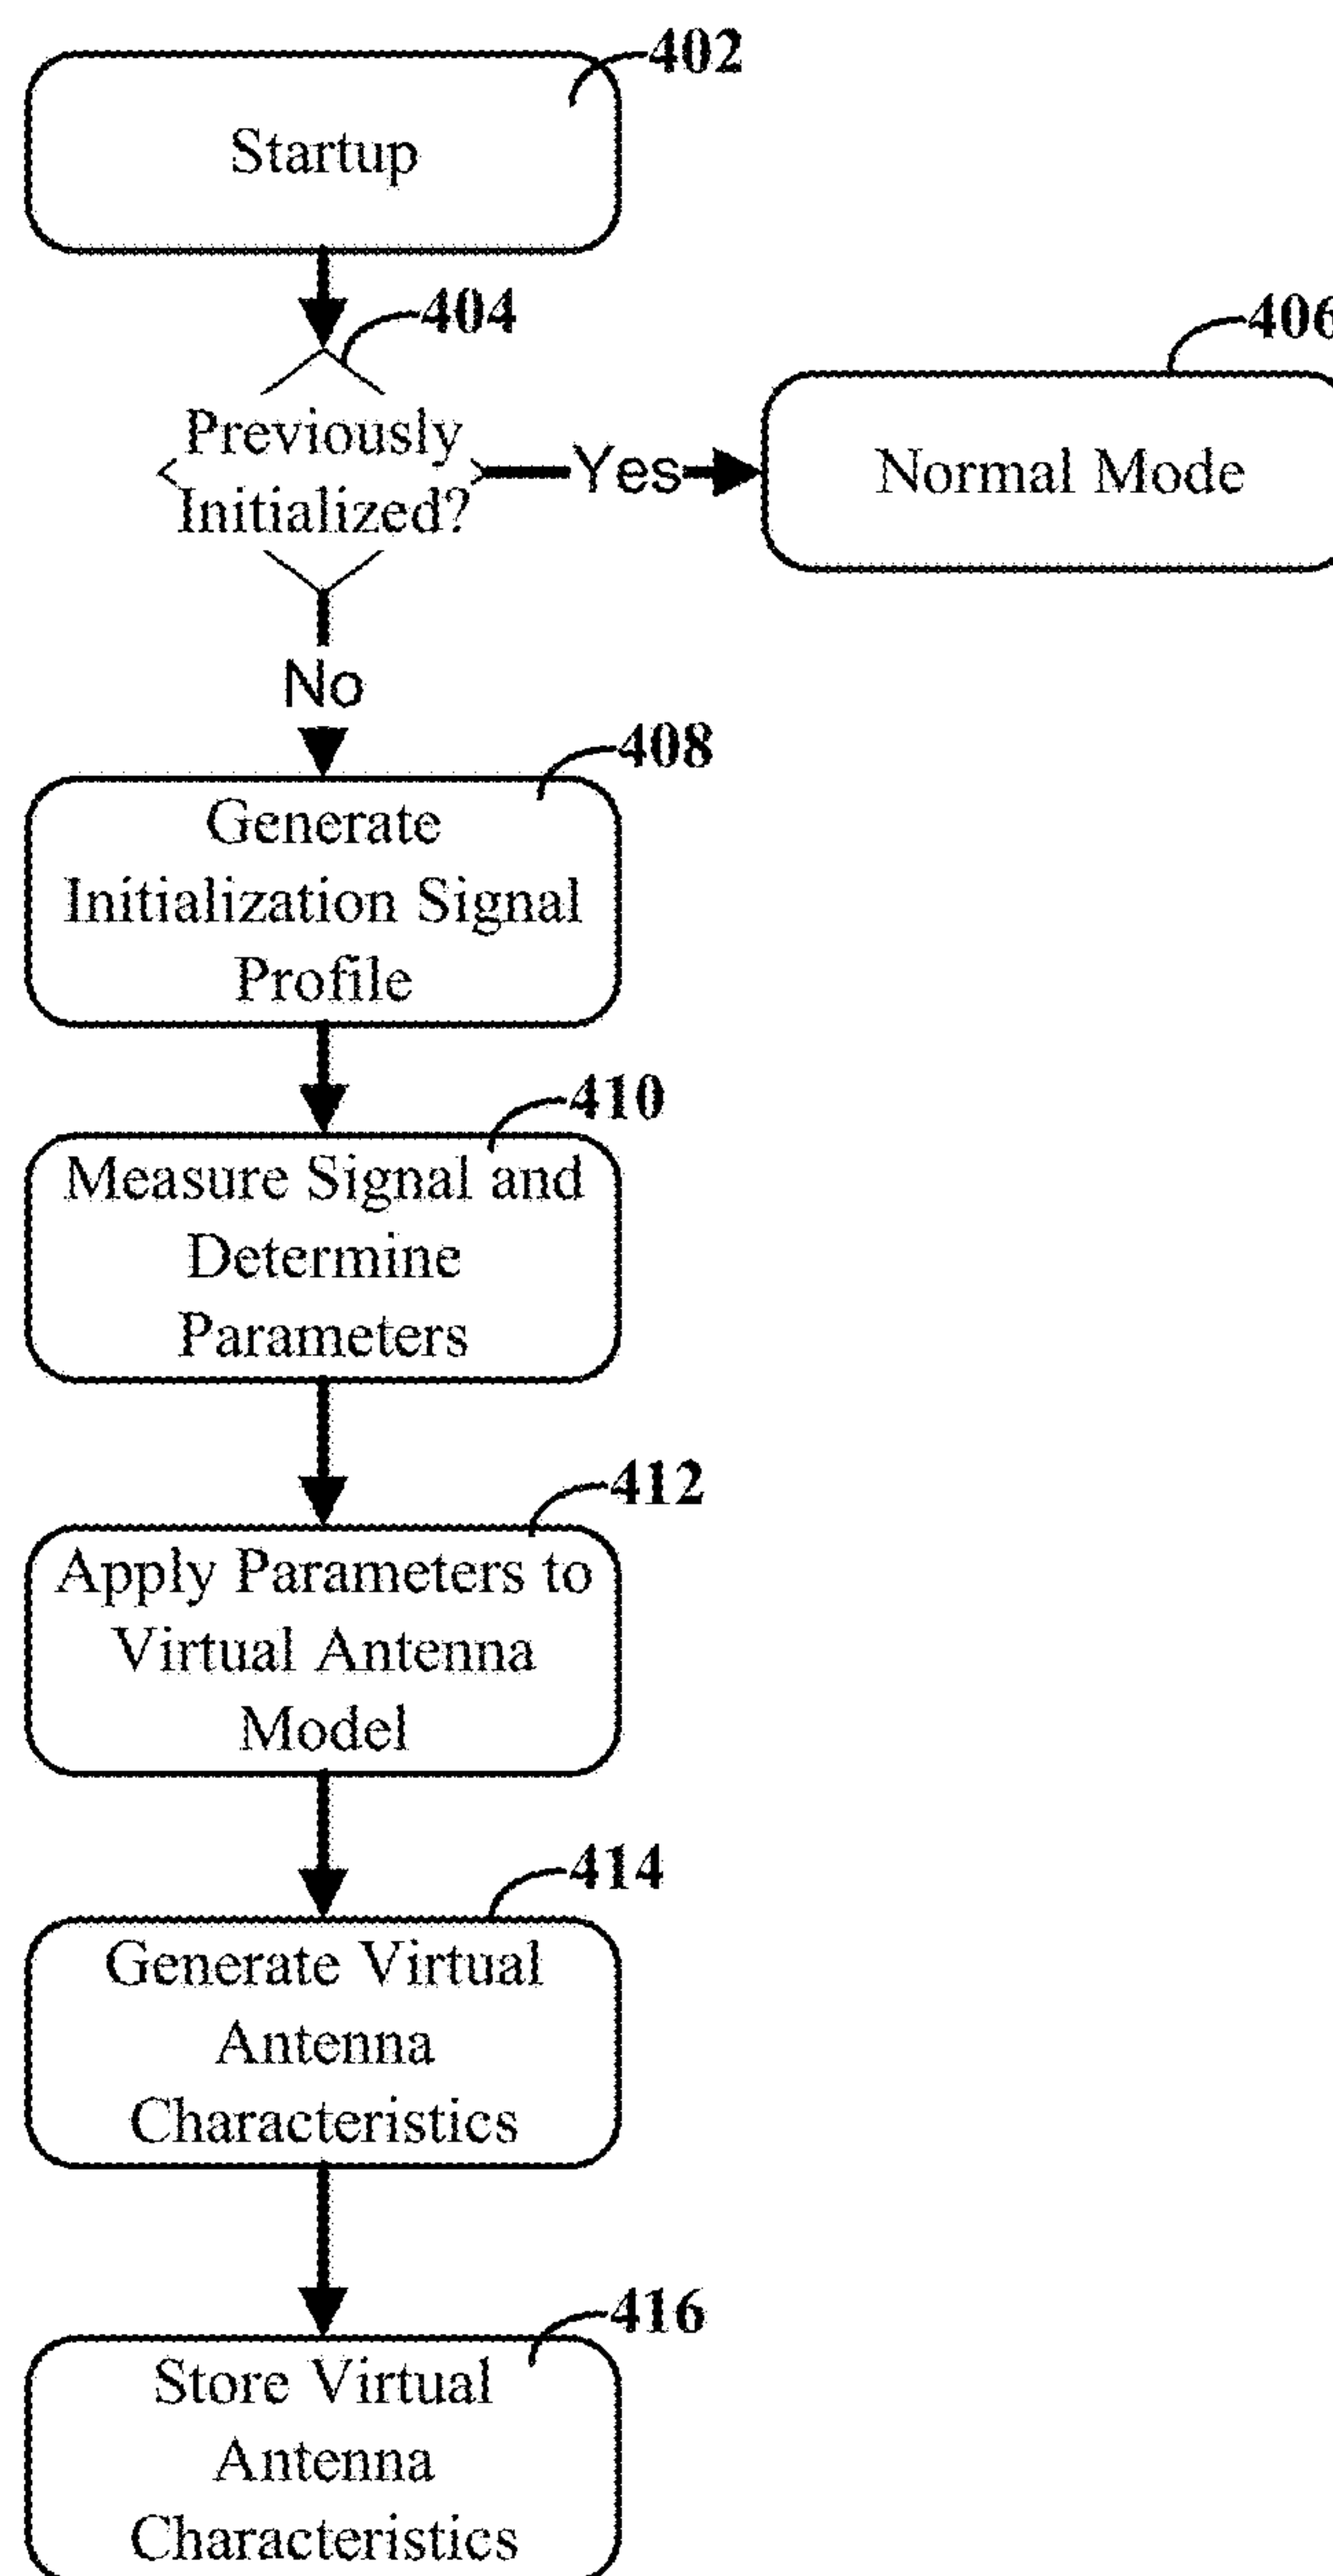 402
Startup
404
406
Previously
Initialized?
Yes
Normal Mode
No
408
Generate
Initialization Signal
Profile
410
Measure Signal and
Determine
Parameters
412
Apply Parameters to
Virtual Antenna
Model
414
Generate Virtual
Antenna
Characteristics
416
Store Virtual
Antenna
Characteristics